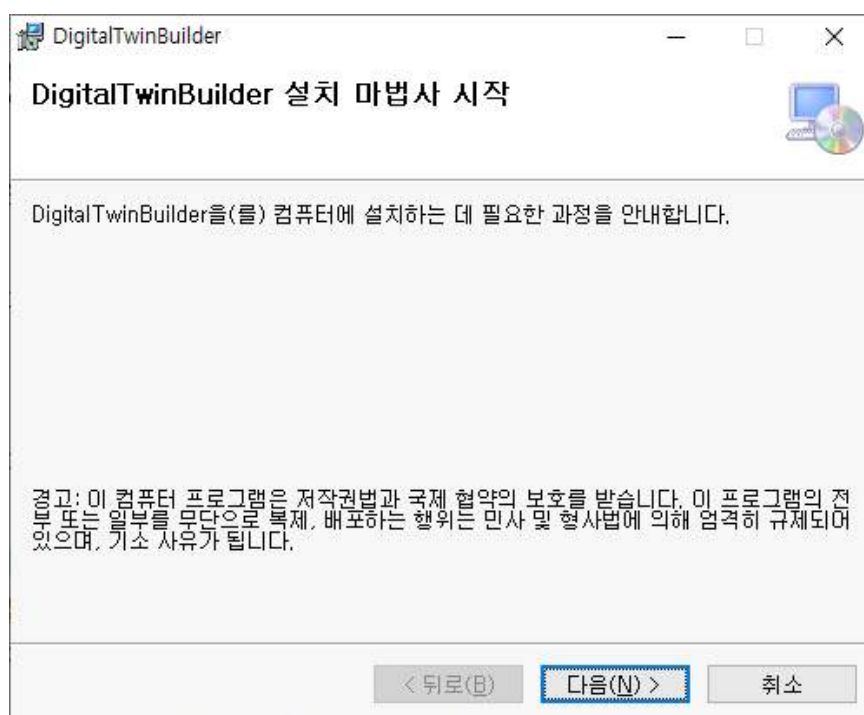 DigitalTwinBuilder
DigitalTwinBuilder 설치 마법사 시작
DigitalTwinBuilder을(를) 컴퓨터에 설치하는 데 필요한 과정을 안내합니다.
경고: 이 컴퓨터 프로그램은 저작권법과 국제 협약의 보호를 받습니다. 이 프로그램의 전
부 또는 일부를 무단으로 복제, 배포하는 행위는 민사 및 형사법에 의해 엄격히 규제되어
있으며, 기소 사유가 됩니다.
< 뒤로(B) 다음(N) > 취소